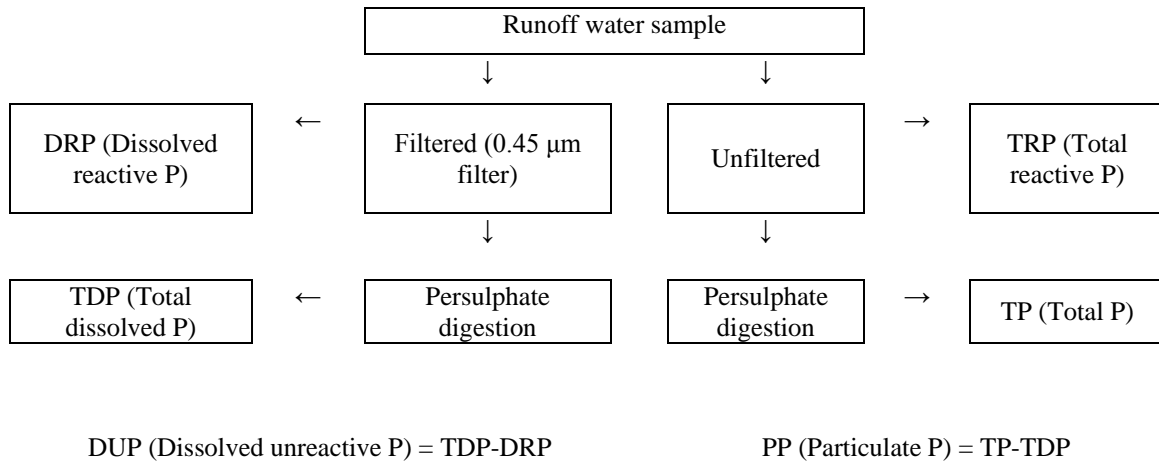 Runoff water sample
↓ ↓
DRP (Dissolved
reactive P)
←
Filtered (0.45 μm
filter)
Unfiltered
→
TRP (Total
reactive P)
↓ ↓
TDP (Total
dissolved P)
←
Persulphate
digestion
Persulphate
digestion
→
TP (Total P)
DUP (Dissolved unreactive P) = TDP-DRP
PP (Particulate P) = TP-TDP